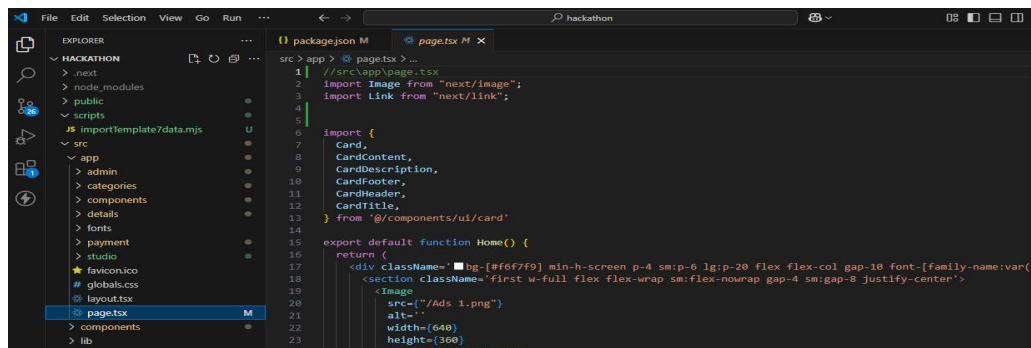 File Edit Selection View Go Run ··· hackathon
EXPLORER ···
HACKATHON
> .next
> node_modules
> public
scripts
JS importTemplate7data.mjs U
src
app
> admin
> categories
> components
> details
> fonts
> payment
> studio
favicon.ico
# globals.css
layout.tsx
page.tsx M
> components
> lib
26
1
{} package.json M page.tsx M
src > app > page.tsx > ...
1 //src\app\page.tsx
2 import Image from "next/image";
3 import Link from "next/link";
4
5
6 import {
7 Card,
8 CardContent,
9 CardDescription,
10 CardFooter,
11 CardHeader,
12 CardTitle,
13 } from '@/components/ui/card'
14
15 export default function Home() {
16 return (
17 <div className='bg-[#f6f7f9] min-h-screen p-4 sm:p-6 lg:p-20 flex flex-col gap-10 font-[family-name:var(
18 <section className='first w-full flex flex-wrap sm:flex-nowrap gap-4 sm:gap-8 justify-center'>
19 <Image
20 src={"/Ads 1.png"}
21 alt=''
22 width={640}
23 height={360}